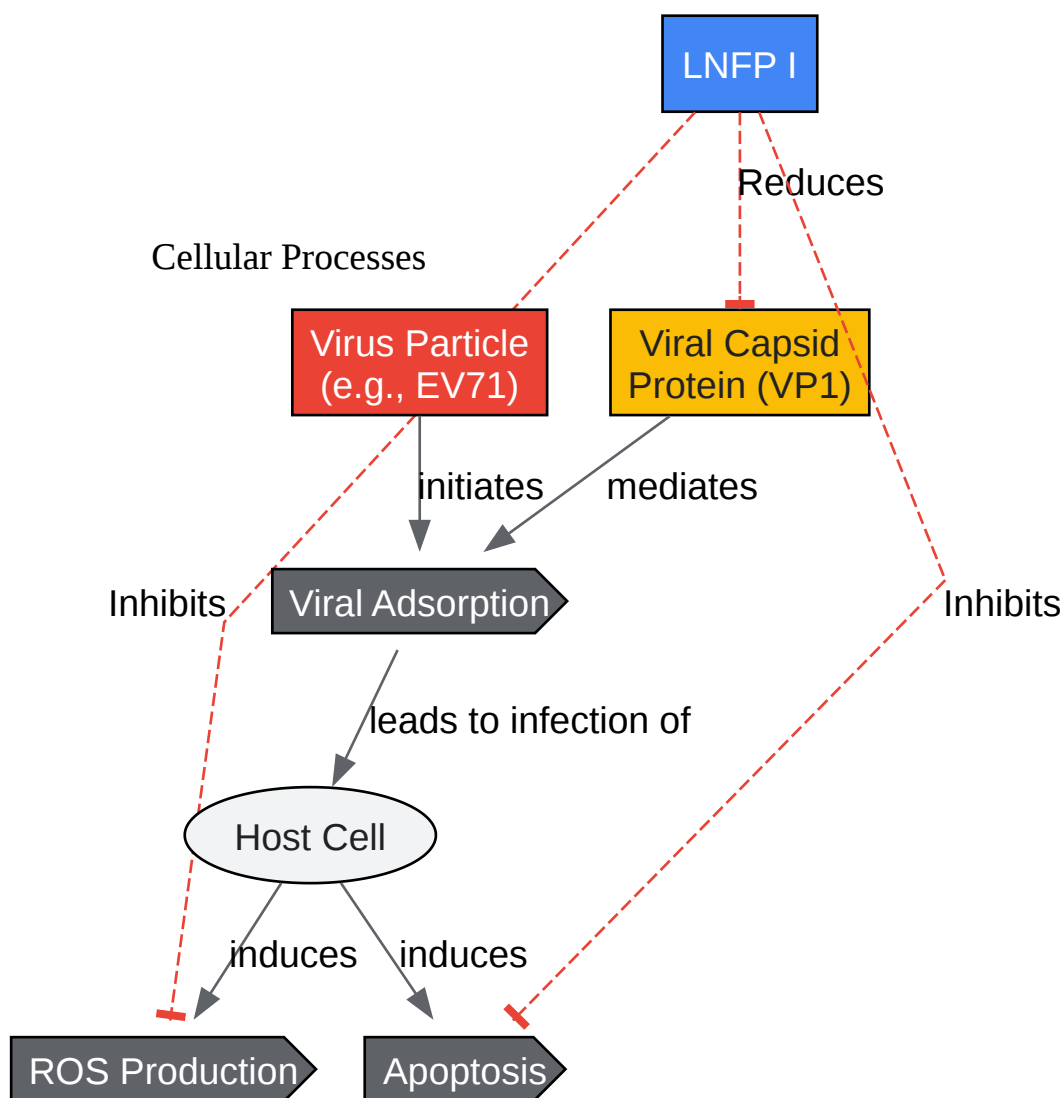 LNFP I
Reduces
Cellular Processes
Virus Particle
(e.g., EV71)
Viral Capsid
Protein (VP1)
initiates
mediates
Inhibits
Viral Adsorption
Inhibits
leads to infection of
Host Cell
induces
induces
ROS Production
Apoptosis